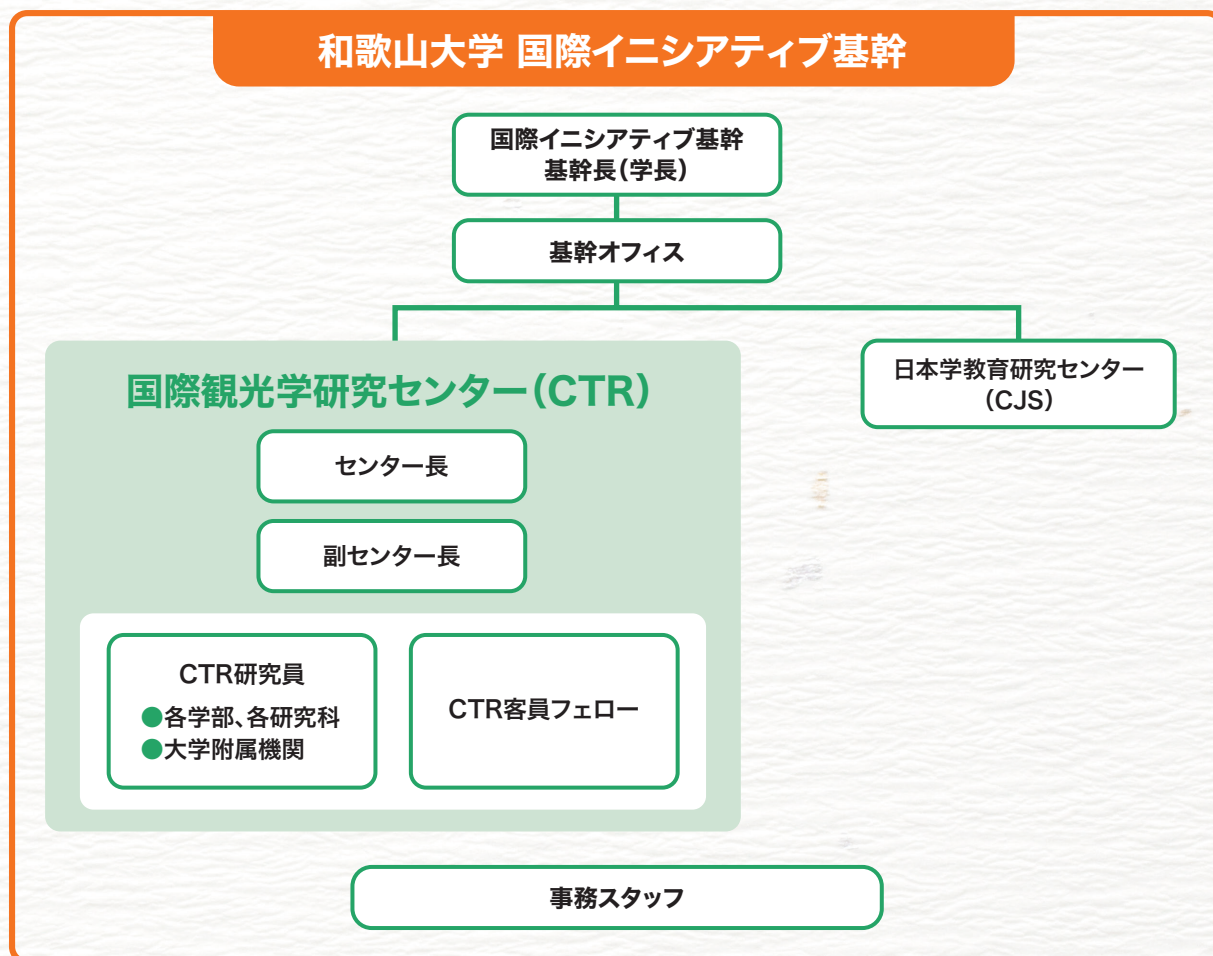 和歌山大学 国際イニシアティブ基幹
国際イニシアティブ基幹
基幹長(学長)
基幹オフィス
国際観光学研究センター(CTR)
センター長
副センター長
CTR研究員
●各学部、各研究科
●大学附属機関
CTR客員フェロー
日本学教育研究センター
(CJS)
事務スタッフ